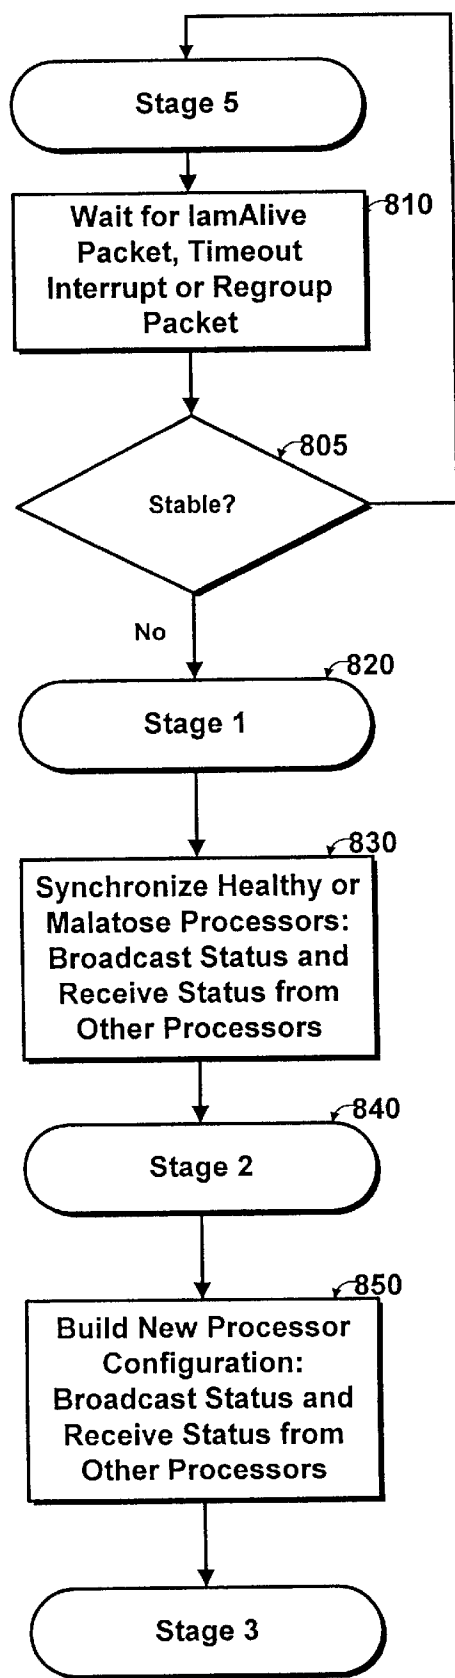 Stage 5
810
Wait for IamAlive
Packet, Timeout
Interrupt or Regroup
Packet
805
Stable?
No
820
Stage 1
830
Synchronize Healthy or
Malatose Processors:
Broadcast Status and
Receive Status from
Other Processors
840
Stage 2
850
Build New Processor
Configuration:
Broadcast Status and
Receive Status from
Other Processors
Stage 3